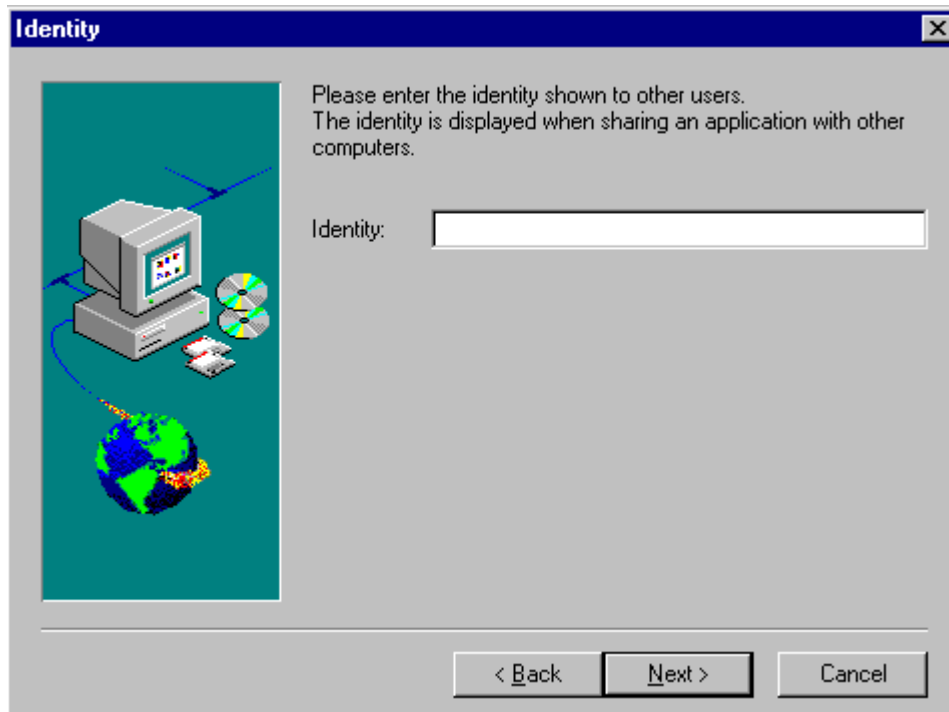 Identity
Please enter the identity shown to other users.
The identity is displayed when sharing an application with other
computers.
Identity:
< Back
Next >
Cancel